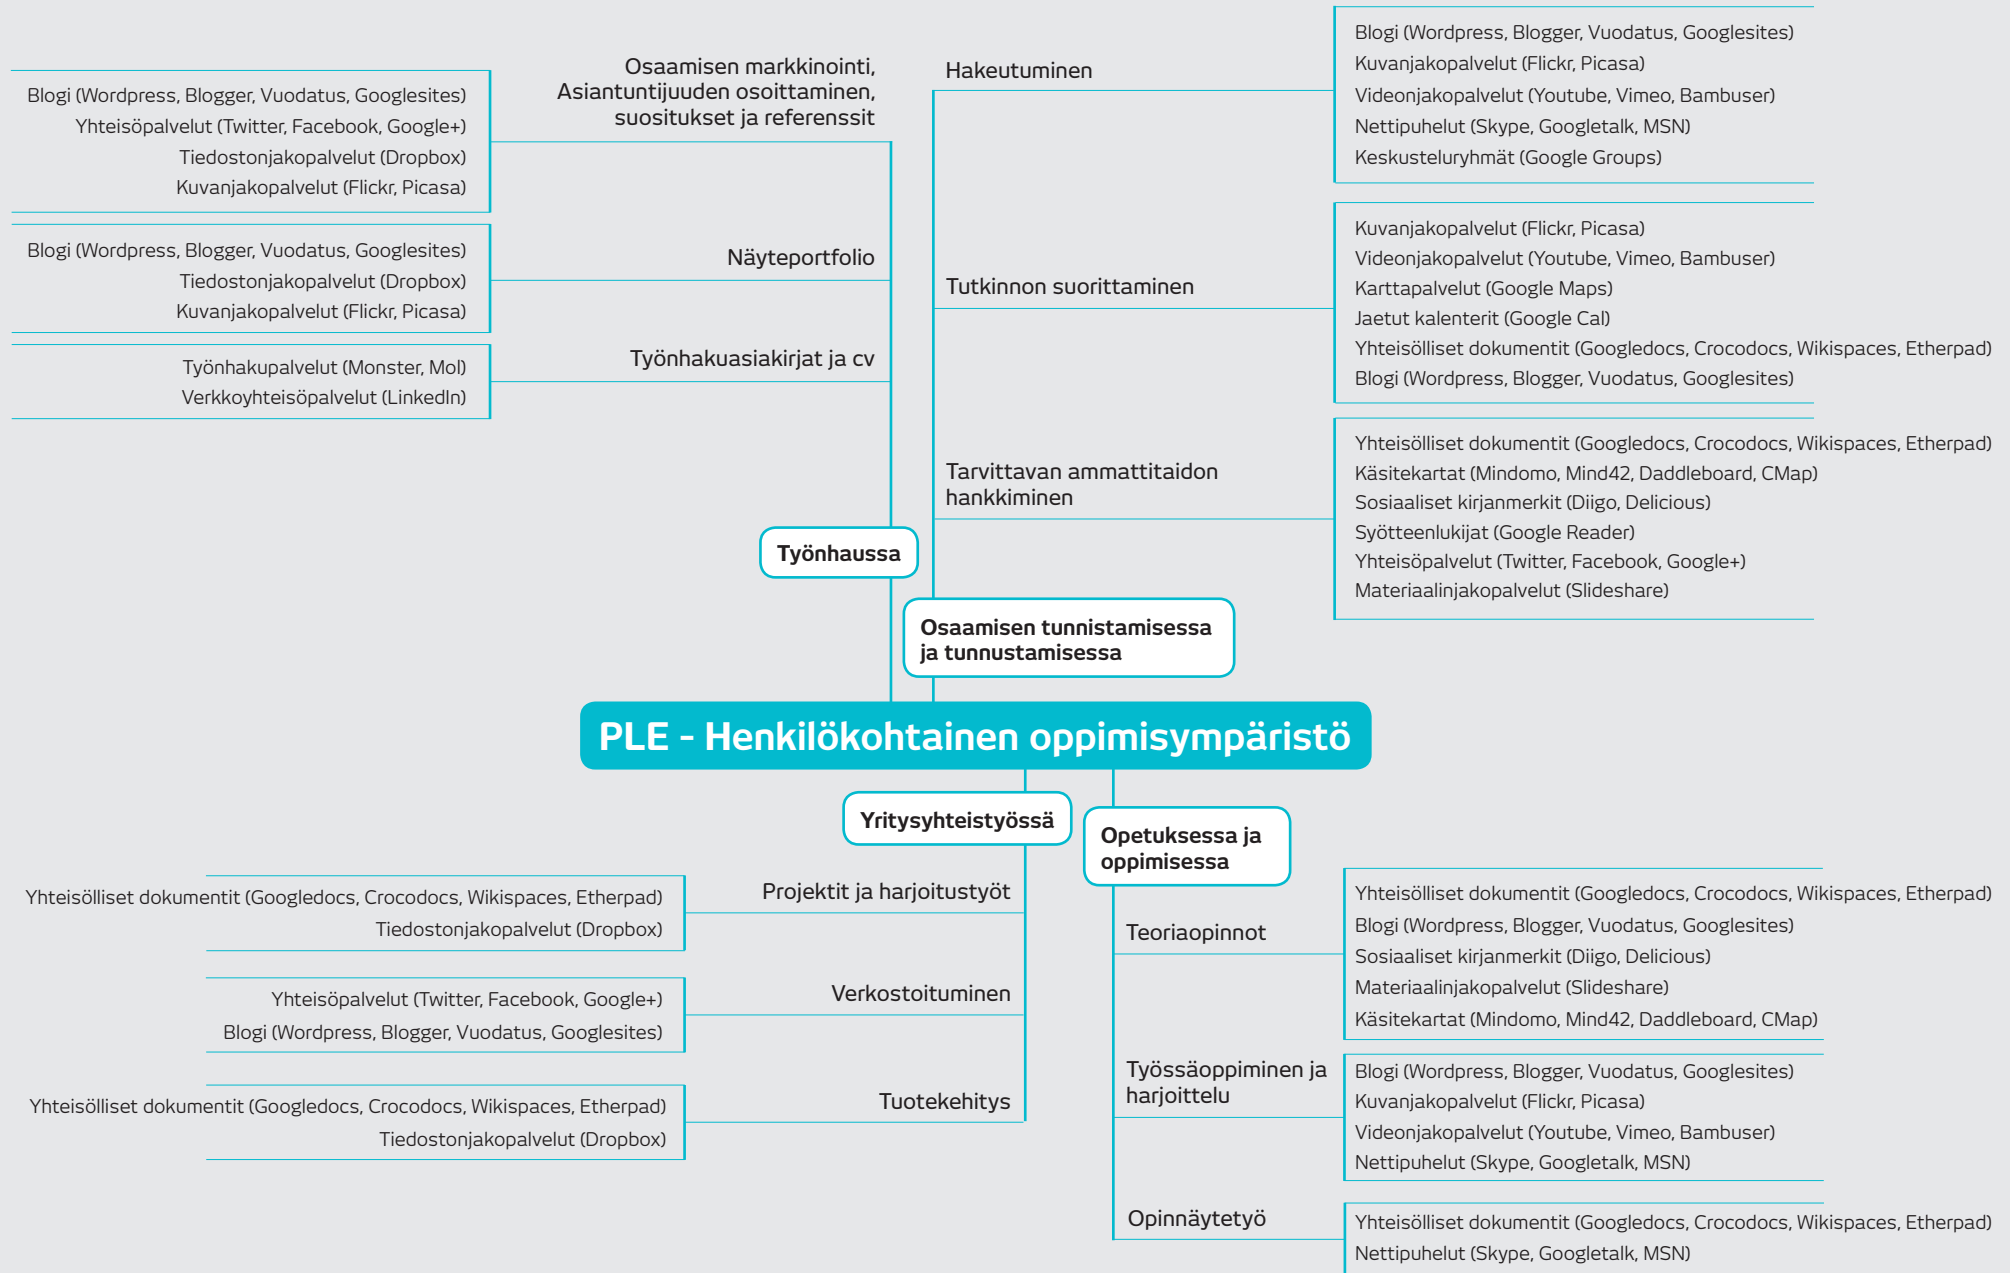 Osaamisen markkinointi,
Asiantuntijuuden osoittaminen,
suositukset ja referenssit
Blogi (Wordpress, Blogger, Vuodatus, Googlesites)
Yhteisöpalvelut (Twitter, Facebook, Google+)
Tiedostonjakopalvelut (Dropbox)
Kuvanjakopalvelut (Flickr, Picasa)
Näyteportfolio
Blogi (Wordpress, Blogger, Vuodatus, Googlesites)
Tiedostonjakopalvelut (Dropbox)
Kuvanjakopalvelut (Flickr, Picasa)
Työnhakuasiakirjat ja cv
Työnhakupalvelut (Monster, Mol)
Verkkoyhteisöpalvelut (LinkedIn)
Työnhaussa
Hakeutuminen
Blogi (Wordpress, Blogger, Vuodatus, Googlesites)
Kuvanjakopalvelut (Flickr, Picasa)
Videonjakopalvelut (Youtube, Vimeo, Bambuser)
Nettipuhelut (Skype, Googletalk, MSN)
Keskusteluryhmät (Google Groups)
Tutkinnon suorittaminen
Kuvanjakopalvelut (Flickr, Picasa)
Videonjakopalvelut (Youtube, Vimeo, Bambuser)
Karttapalvelut (Google Maps)
Jaetut kalenterit (Google Cal)
Yhteisölliset dokumentit (Googledocs, Crocodocs, Wikispaces, Etherpad)
Blogi (Wordpress, Blogger, Vuodatus, Googlesites)
Tarvittavan ammattitaidon
hankkiminen
Yhteisölliset dokumentit (Googledocs, Crocodocs, Wikispaces, Etherpad)
Käsitekartat (Mindomo, Mind42, Daddleboard, CMap)
Sosiaaliset kirjanmerkit (Diigo, Delicious)
Syötteenlukijat (Google Reader)
Yhteisöpalvelut (Twitter, Facebook, Google+)
Materiaalinjakopalvelut (Slideshare)
Osaamisen tunnistamisessa
ja tunnustamisessa
PLE - Henkilökohtainen oppimisympäristö
Yritysyhteistyössä
Projektit ja harjoitustyöt
Yhteisölliset dokumentit (Googledocs, Crocodocs, Wikispaces, Etherpad)
Tiedostonjakopalvelut (Dropbox)
Verkostoituminen
Yhteisöpalvelut (Twitter, Facebook, Google+)
Blogi (Wordpress, Blogger, Vuodatus, Googlesites)
Tuotekehitys
Yhteisölliset dokumentit (Googledocs, Crocodocs, Wikispaces, Etherpad)
Tiedostonjakopalvelut (Dropbox)
Opetuksessa ja
oppimisessa
Teoriaopinnot
Yhteisölliset dokumentit (Googledocs, Crocodocs, Wikispaces, Etherpad)
Blogi (Wordpress, Blogger, Vuodatus, Googlesites)
Sosiaaliset kirjanmerkit (Diigo, Delicious)
Materiaalinjakopalvelut (Slideshare)
Käsitekartat (Mindomo, Mind42, Daddleboard, CMap)
Työssäoppiminen ja
harjoittelu
Blogi (Wordpress, Blogger, Vuodatus, Googlesites)
Kuvanjakopalvelut (Flickr, Picasa)
Videonjakopalvelut (Youtube, Vimeo, Bambuser)
Nettipuhelut (Skype, Googletalk, MSN)
Opinnäytetyö
Yhteisölliset dokumentit (Googledocs, Crocodocs, Wikispaces, Etherpad)
Nettipuhelut (Skype, Googletalk, MSN)